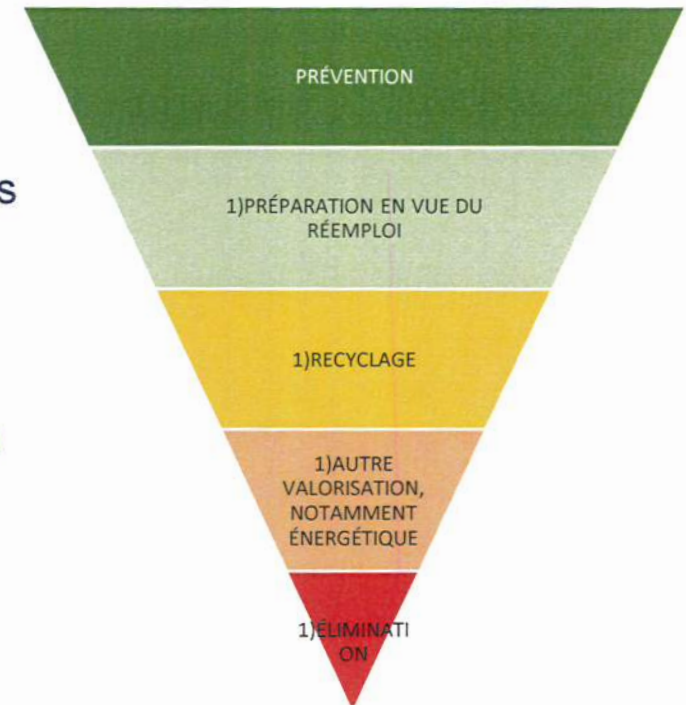 PRÉVENTION
S
1)PRÉPARATION EN VUE DU
RÉEMPLOI
1)RECYCLAGE
1)AUTRE
VALORISATION,
NOTAMMENT
ÉNERGÉTIQUE
1)ÉLIMINATI
ON